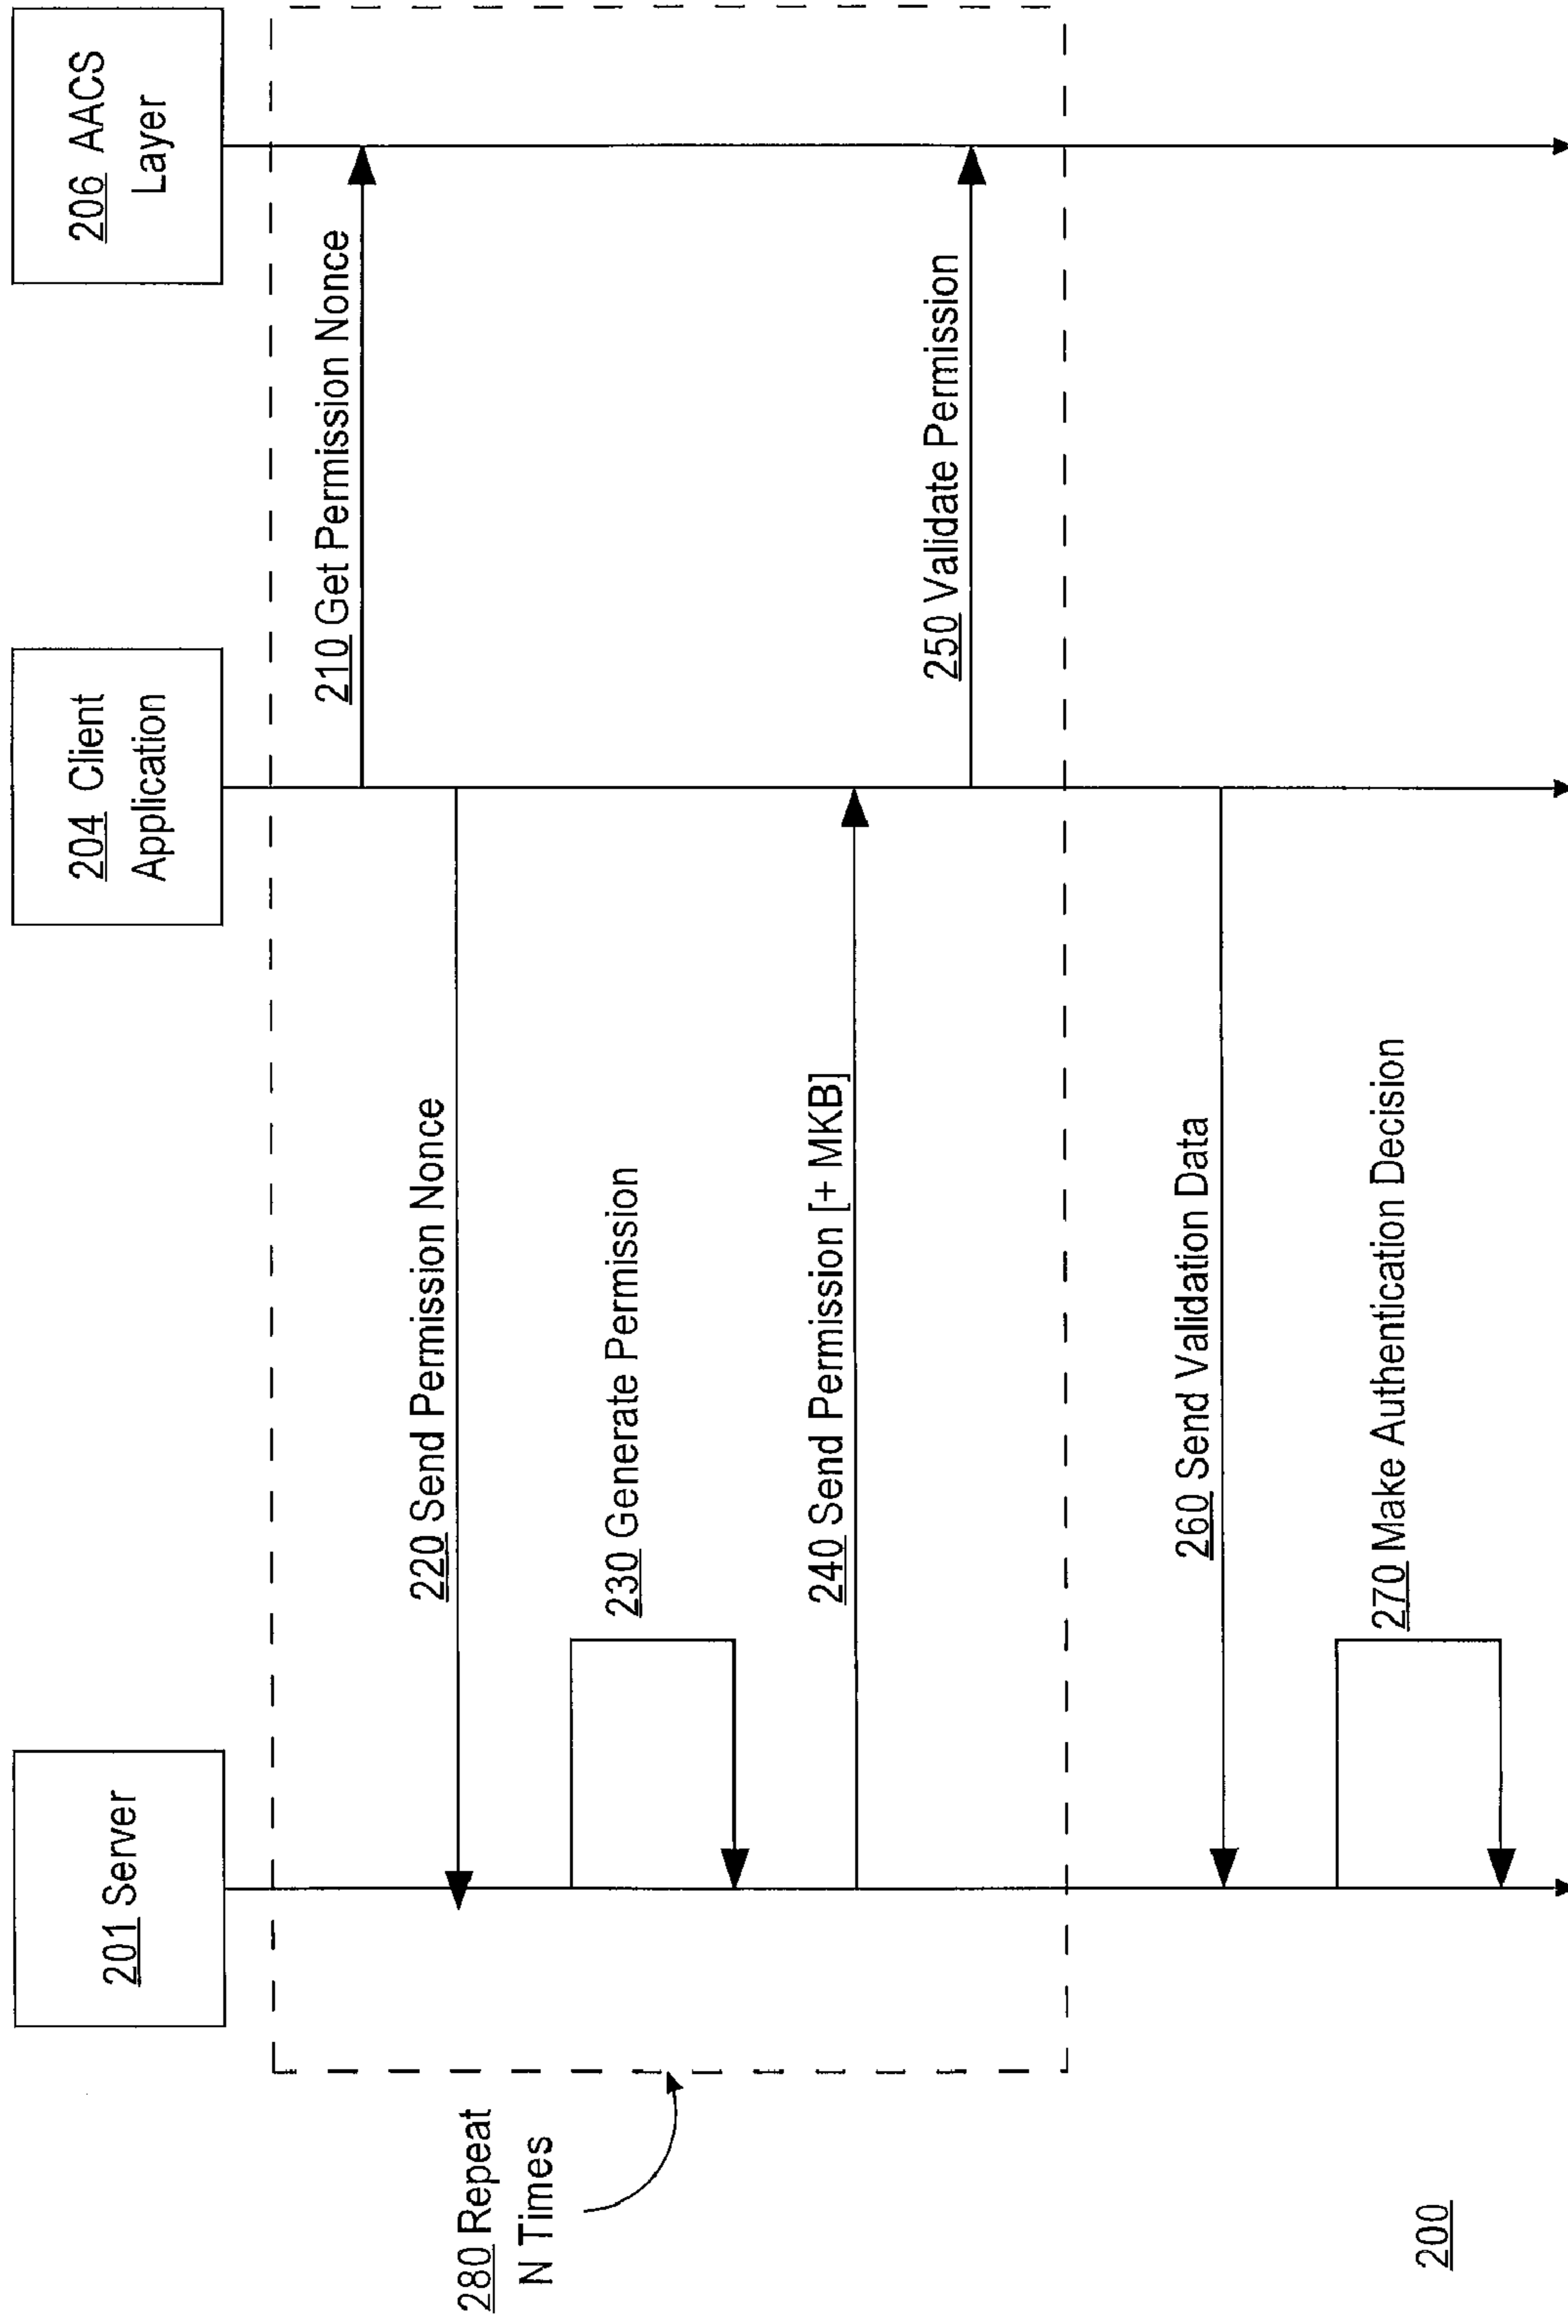 201 Server
204 Client
Application
206 AACS
Layer
280 Repeat
N Times
210 Get Permission Nonce
220 Send Permission Nonce
230 Generate Permission
240 Send Permission [+ MKB]
250 Validate Permission
260 Send Validation Data
270 Make Authentication Decision
200